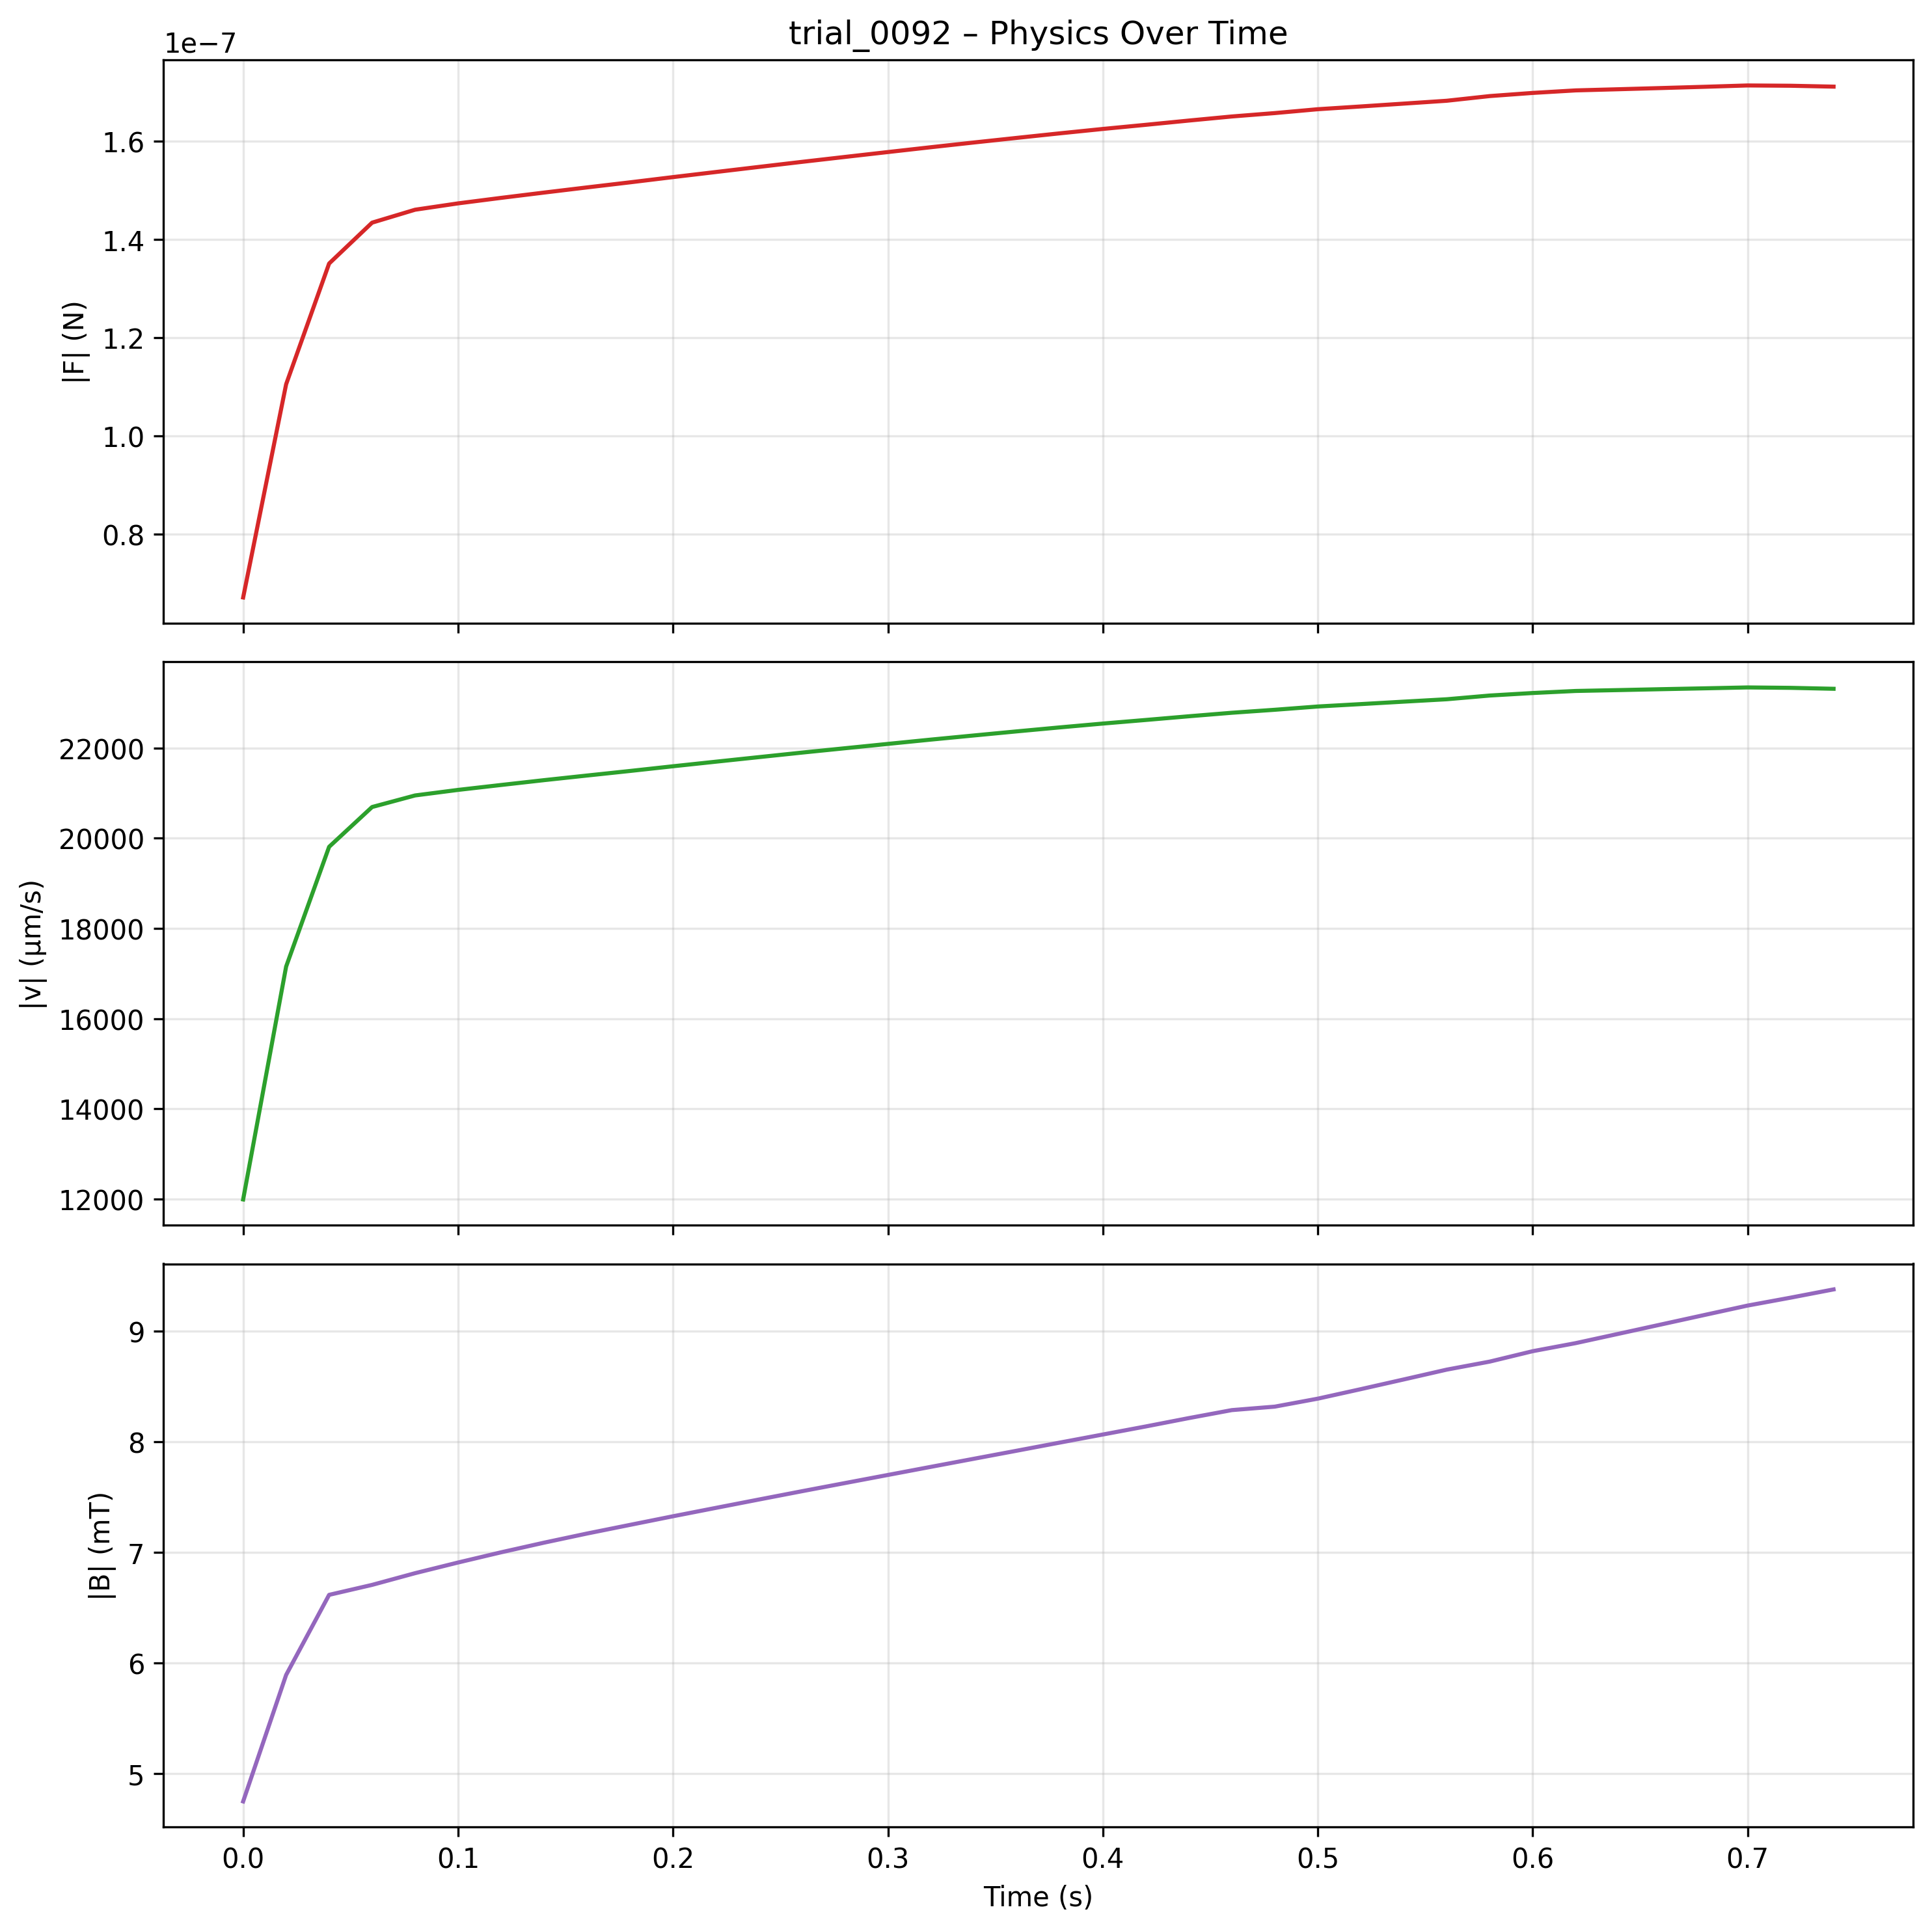 trial_0092 – Physics Over Time
1e−7
|F| (N)
1.6
1.4
1.2
1.0
0.8
|v| (μm/s)
22000
20000
18000
16000
14000
12000
|B| (mT)
9
8
7
6
5
0.0 0.1 0.2 0.3 0.4 0.5 0.6 0.7
Time (s)